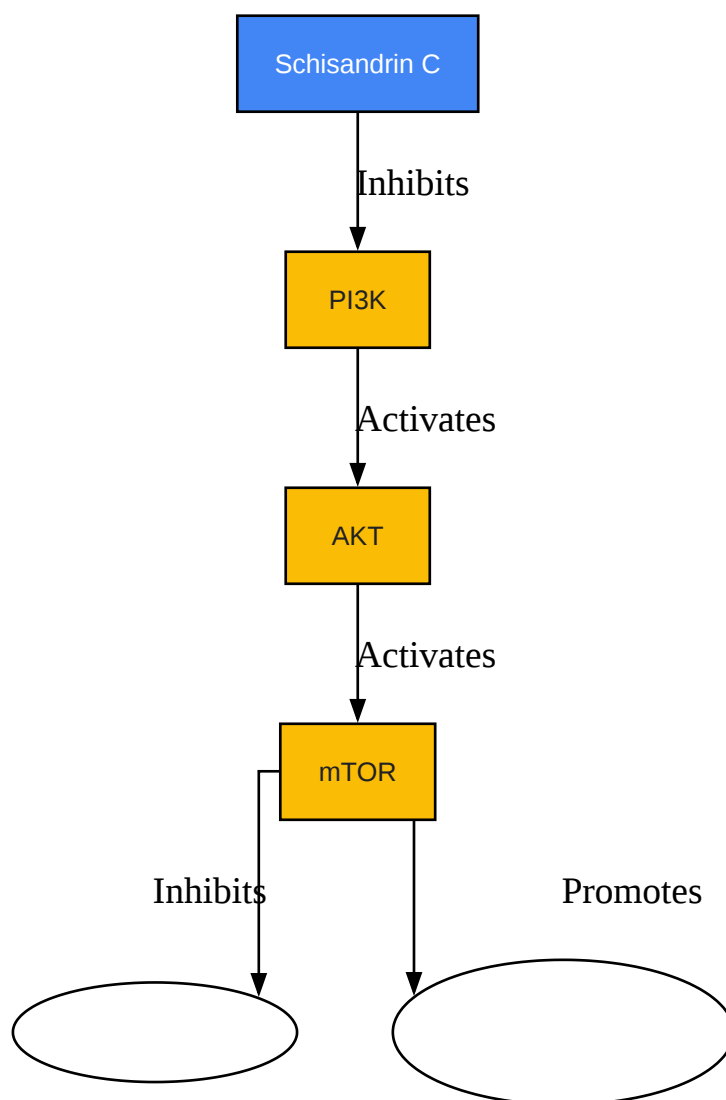 Schisandrin C
Inhibits
PI3K
Activates
AKT
Activates
mTOR
Inhibits
Promotes